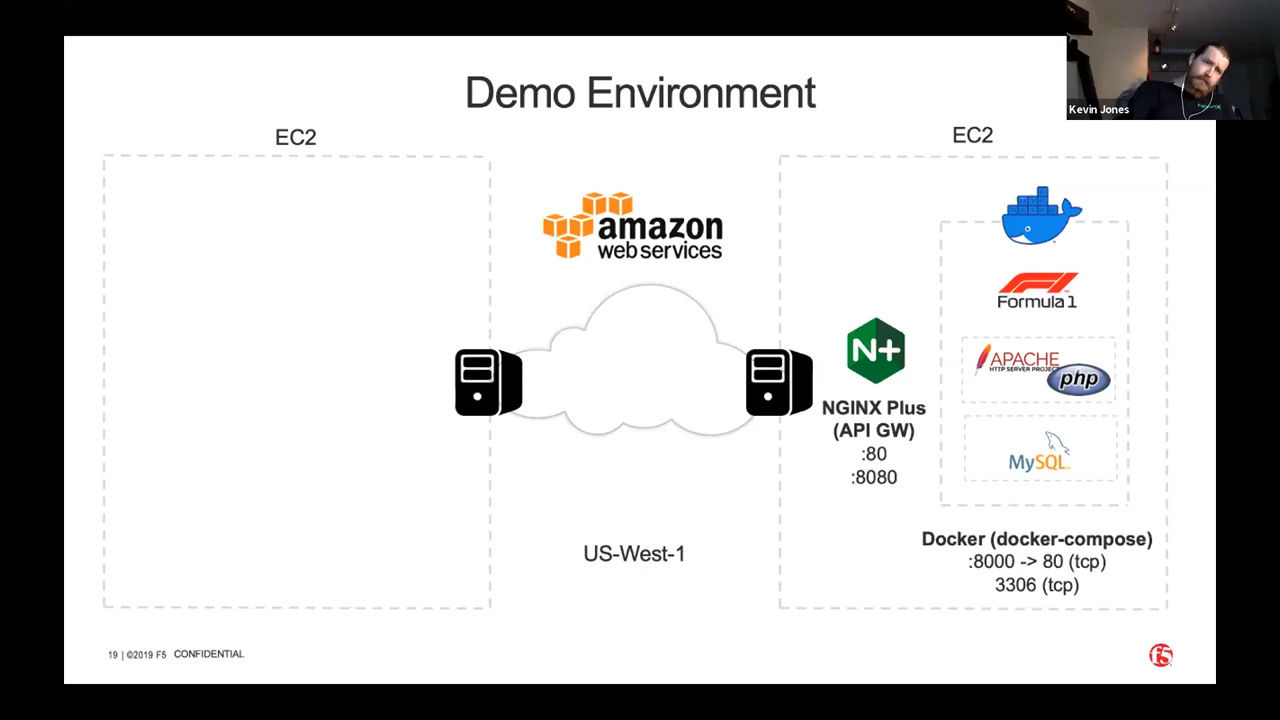 Demo Environment
Kevin Jones
EC2
EC2
amazon
web services
Formula 1
N+
APACHE
HTTP SERVER PROJECT
php
NGINX Plus
(API GW)
:80
:8080
MySQL
Docker (docker-compose)
:8000 -> 80 (tcp)
3306 (tcp)
US-West-1
19 | ©2019 F5 CONFIDENTIAL
f5